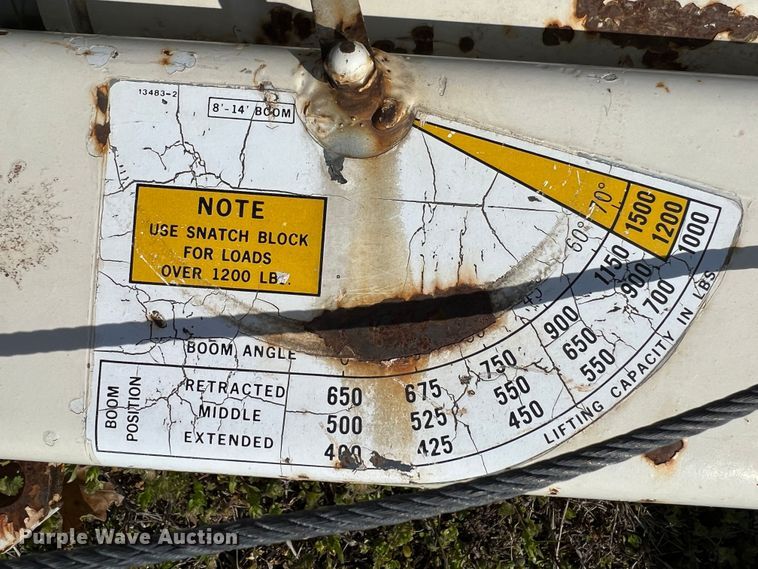 13483-2
8'-14' BOOM
NOTE
USE SNATCH BLOCK
FOR LOADS
OVER 1200 LBS.
BOOM ANGLE 45° 60° 70°
BOOM POSITION
RETRACTED 650 675 750 900 1150 1500
MIDDLE 500 525 550 650 900 1200
EXTENDED 400 425 450 550 700 1000
LIFTING CAPACITY IN LBS
Purple Wave Auction